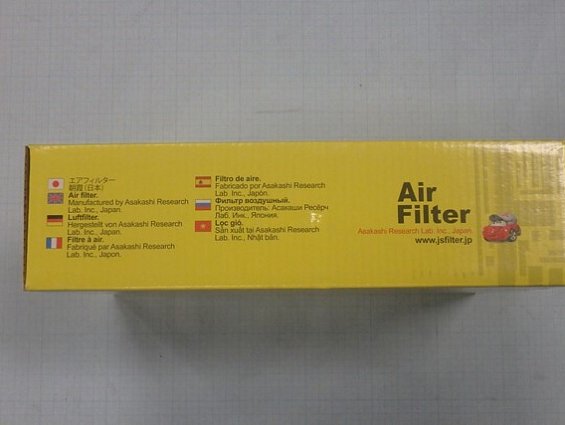 エアフィルター
朝霞(日本)
Air filter.
Manufactured by Asakashi Research
Lab. Inc., Japan.
Luftfilter.
Hergestellt von Asakashi Research
Lab. Inc., Japan.
Filtre à air.
Fabriqué par Asakashi Research
Lab. Inc., Japon.
Filtro de aire.
Fabricado por Asakashi Research
Lab. Inc., Japón.
Фильтр воздушный.
Производитель: Асакаши Ресёрч
Лаб. Инк., Япония.
Lọc gió.
Sản xuất tại Asakashi Research
Lab. Inc., Nhật bản.
Air
Filter
Asakashi Research Lab. Inc., Japan.
www.jsfilter.jp